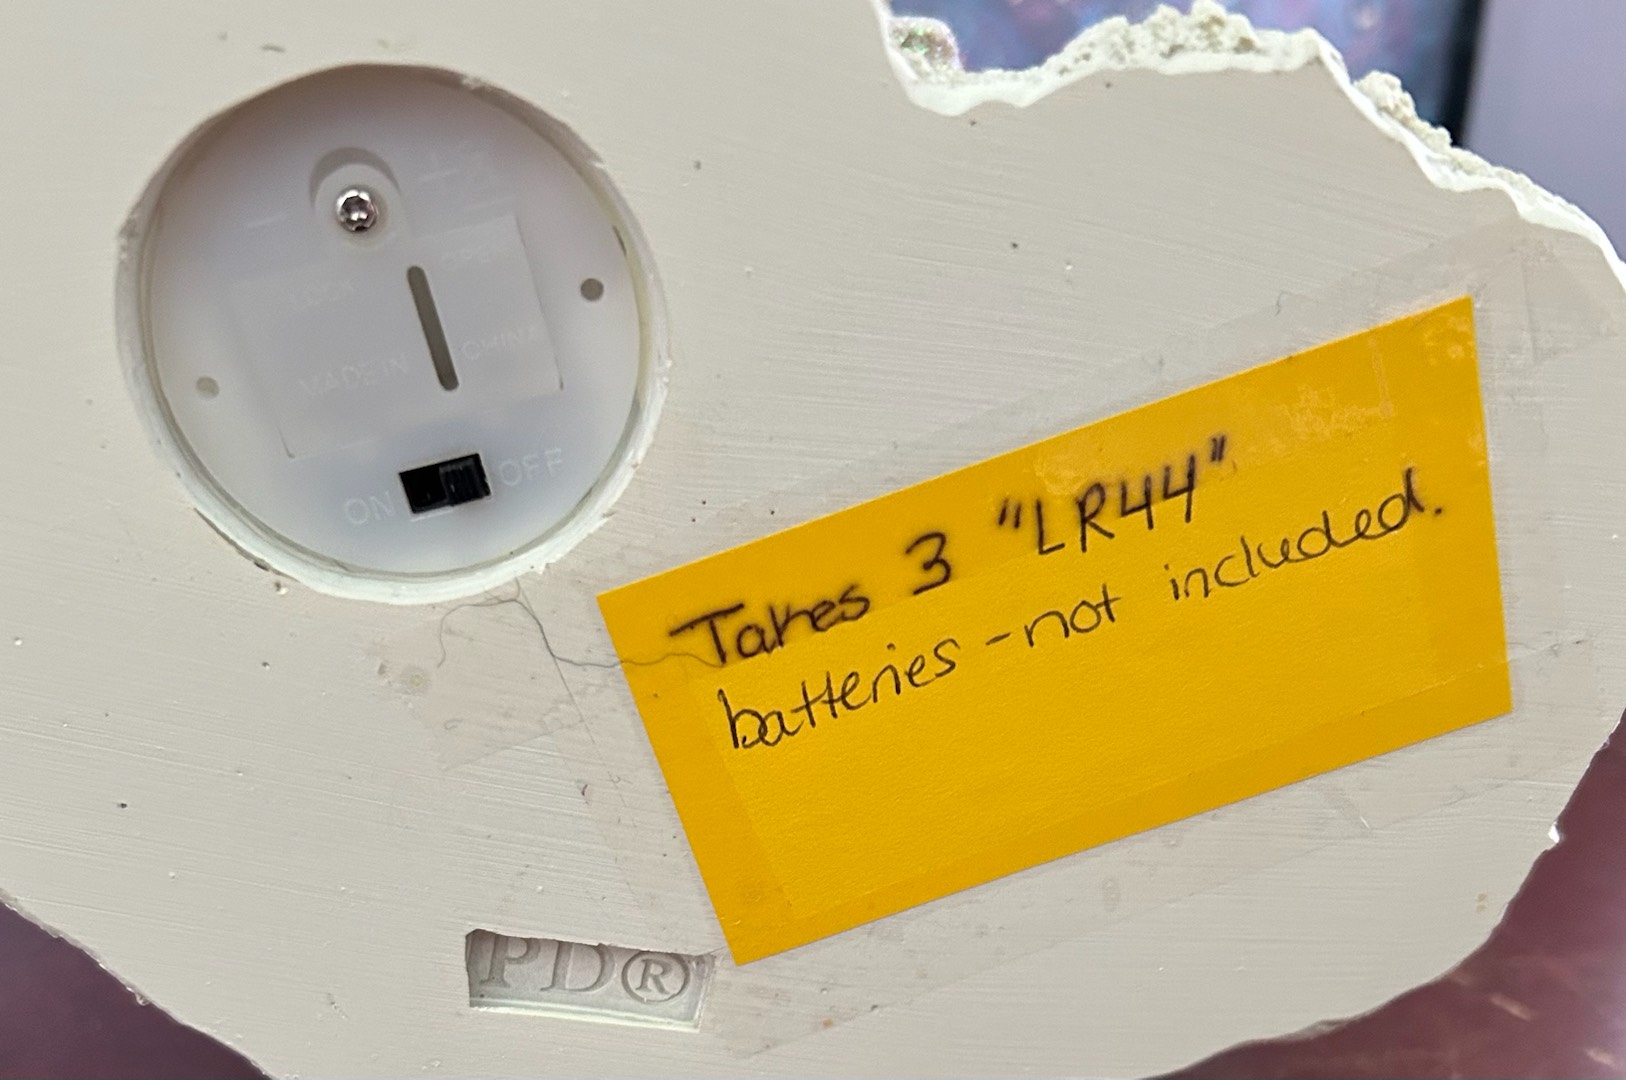 OPEN
LOCK
MADE IN CHINA
ON OFF
Takes 3 "LR44"
batteries - not included.
PD®